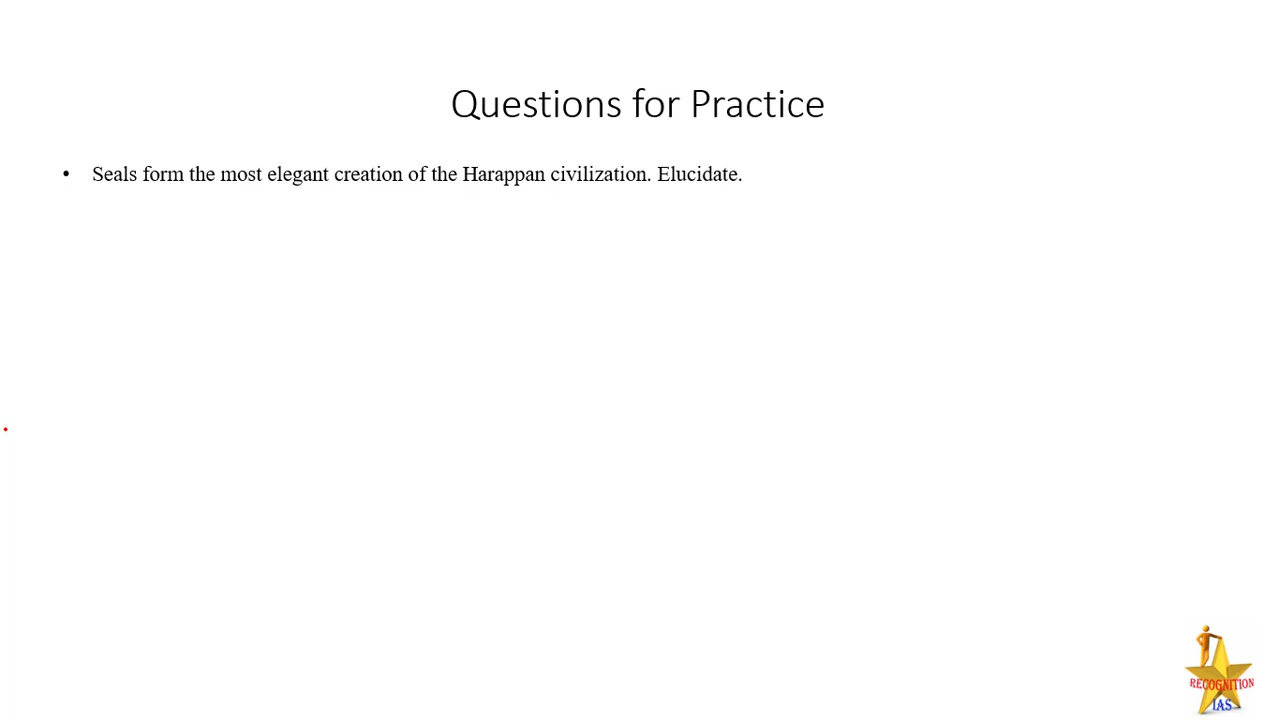 Questions for Practice
• Seals form the most elegant creation of the Harappan civilization. Elucidate.
RECOGNITION
IAS